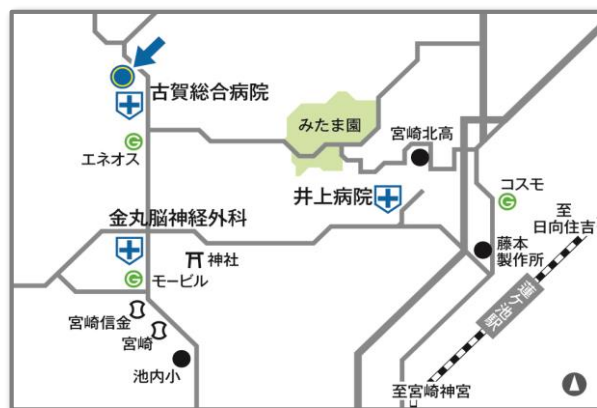 古賀総合病院
みたま園
宮崎北高
G
エネオス
井上病院
コスモ
G
金丸脳神経外科
至
日向住吉
藤本
製作所
神社
G
モービル
蓮ケ池駅
宮崎信金
宮崎
池内小
至宮崎神宮